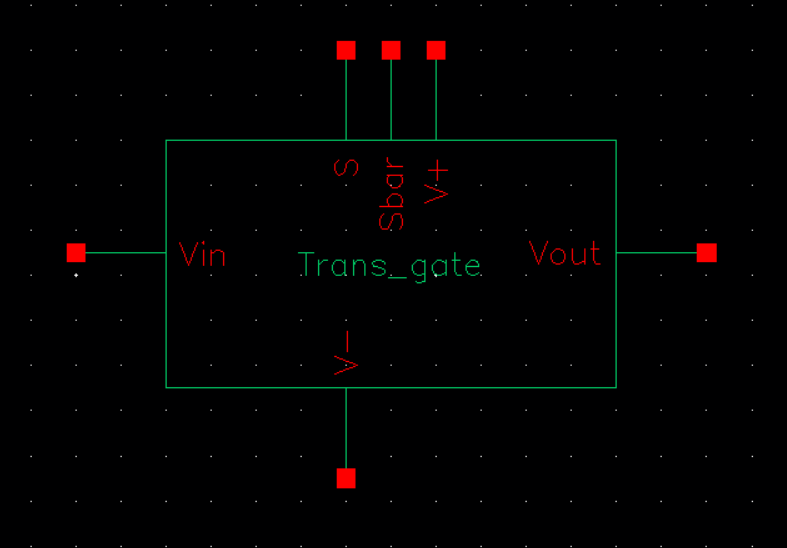 S
Sbar
V+
Vin
Trans_gate
Vout
V-